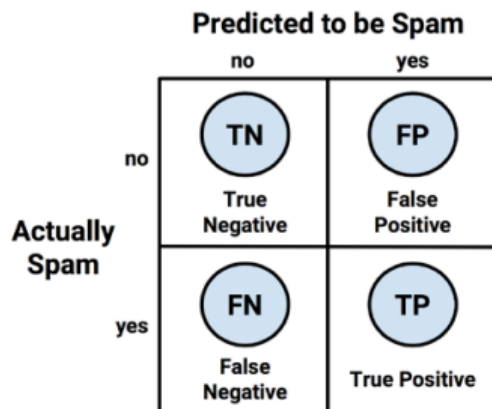 Predicted to be Spam
no yes
no
TN
True
Negative
FP
False
Positive
Actually
Spam
yes
FN
False
Negative
TP
True Positive